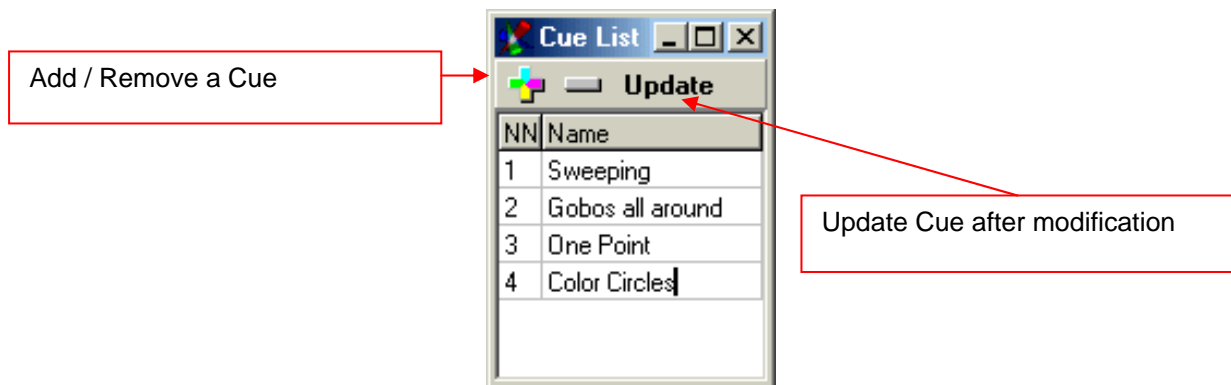 Cue List
Add / Remove a Cue
Update
NN Name
1 Sweeping
2 Gobos all around
3 One Point
4 Color Circles
Update Cue after modification